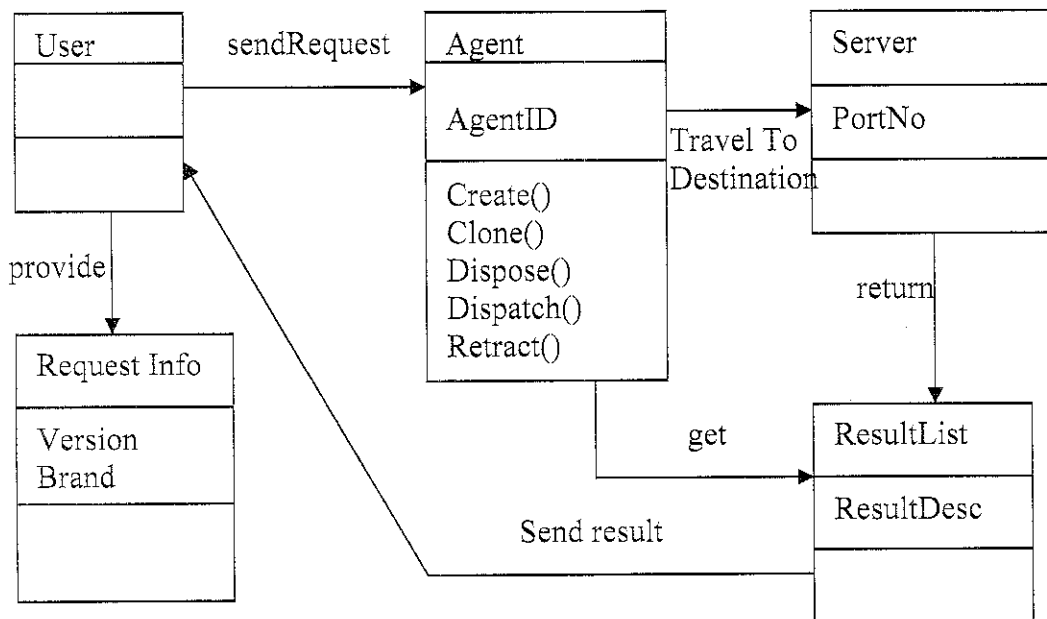 User
sendRequest
Agent
AgentID
Create()
Clone()
Dispose()
Dispatch()
Retract()
Travel To
Destination
Server
PortNo
provide
Request Info
Version
Brand
return
get
ResultList
ResultDesc
Send result